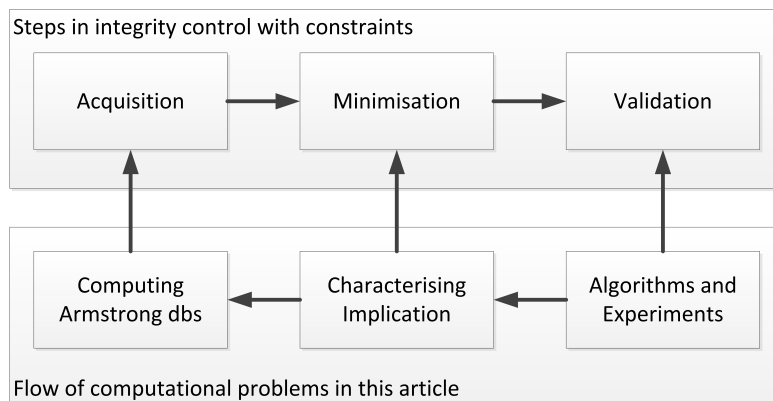 Steps in integrity control with constraints
Acquisition
Minimisation
Validation
Computing
Armstrong dbs
Characterising
Implication
Algorithms and
Experiments
Flow of computational problems in this article